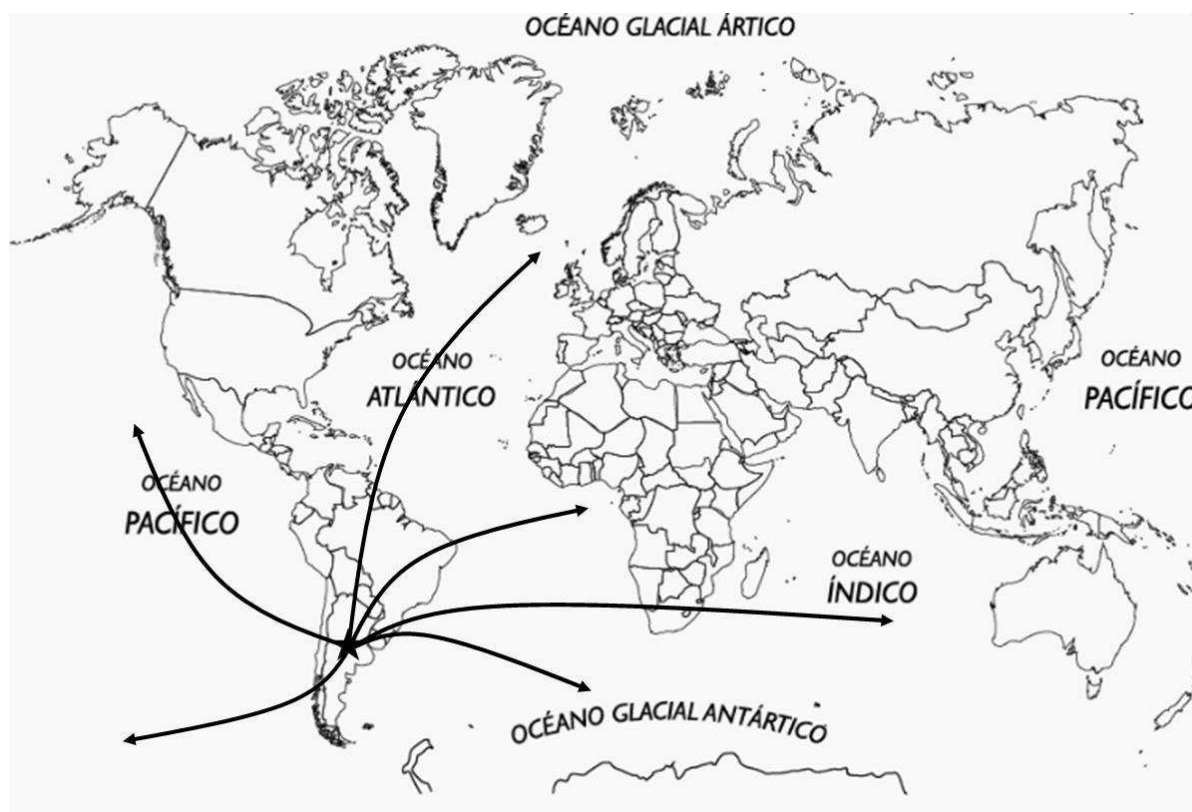 OCÉANO GLACIAL ÁRTICO
OCÉANO
ATLÁNTICO
OCÉANO
PACÍFICO
OCÉANO
PACÍFICO
OCÉANO
ÍNDICO
OCÉANO GLACIAL ANTÁRTICO